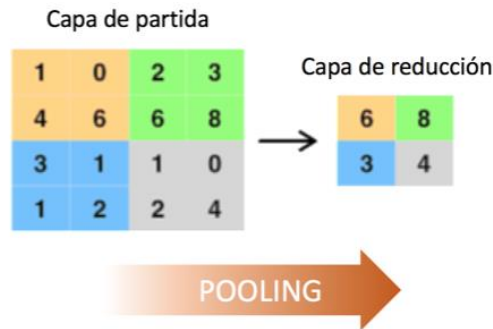 Capa de partida
1 0 2 3
4 6 6 8
3 1 1 0
1 2 2 4
Capa de reducción
6 8
3 4
POOLING